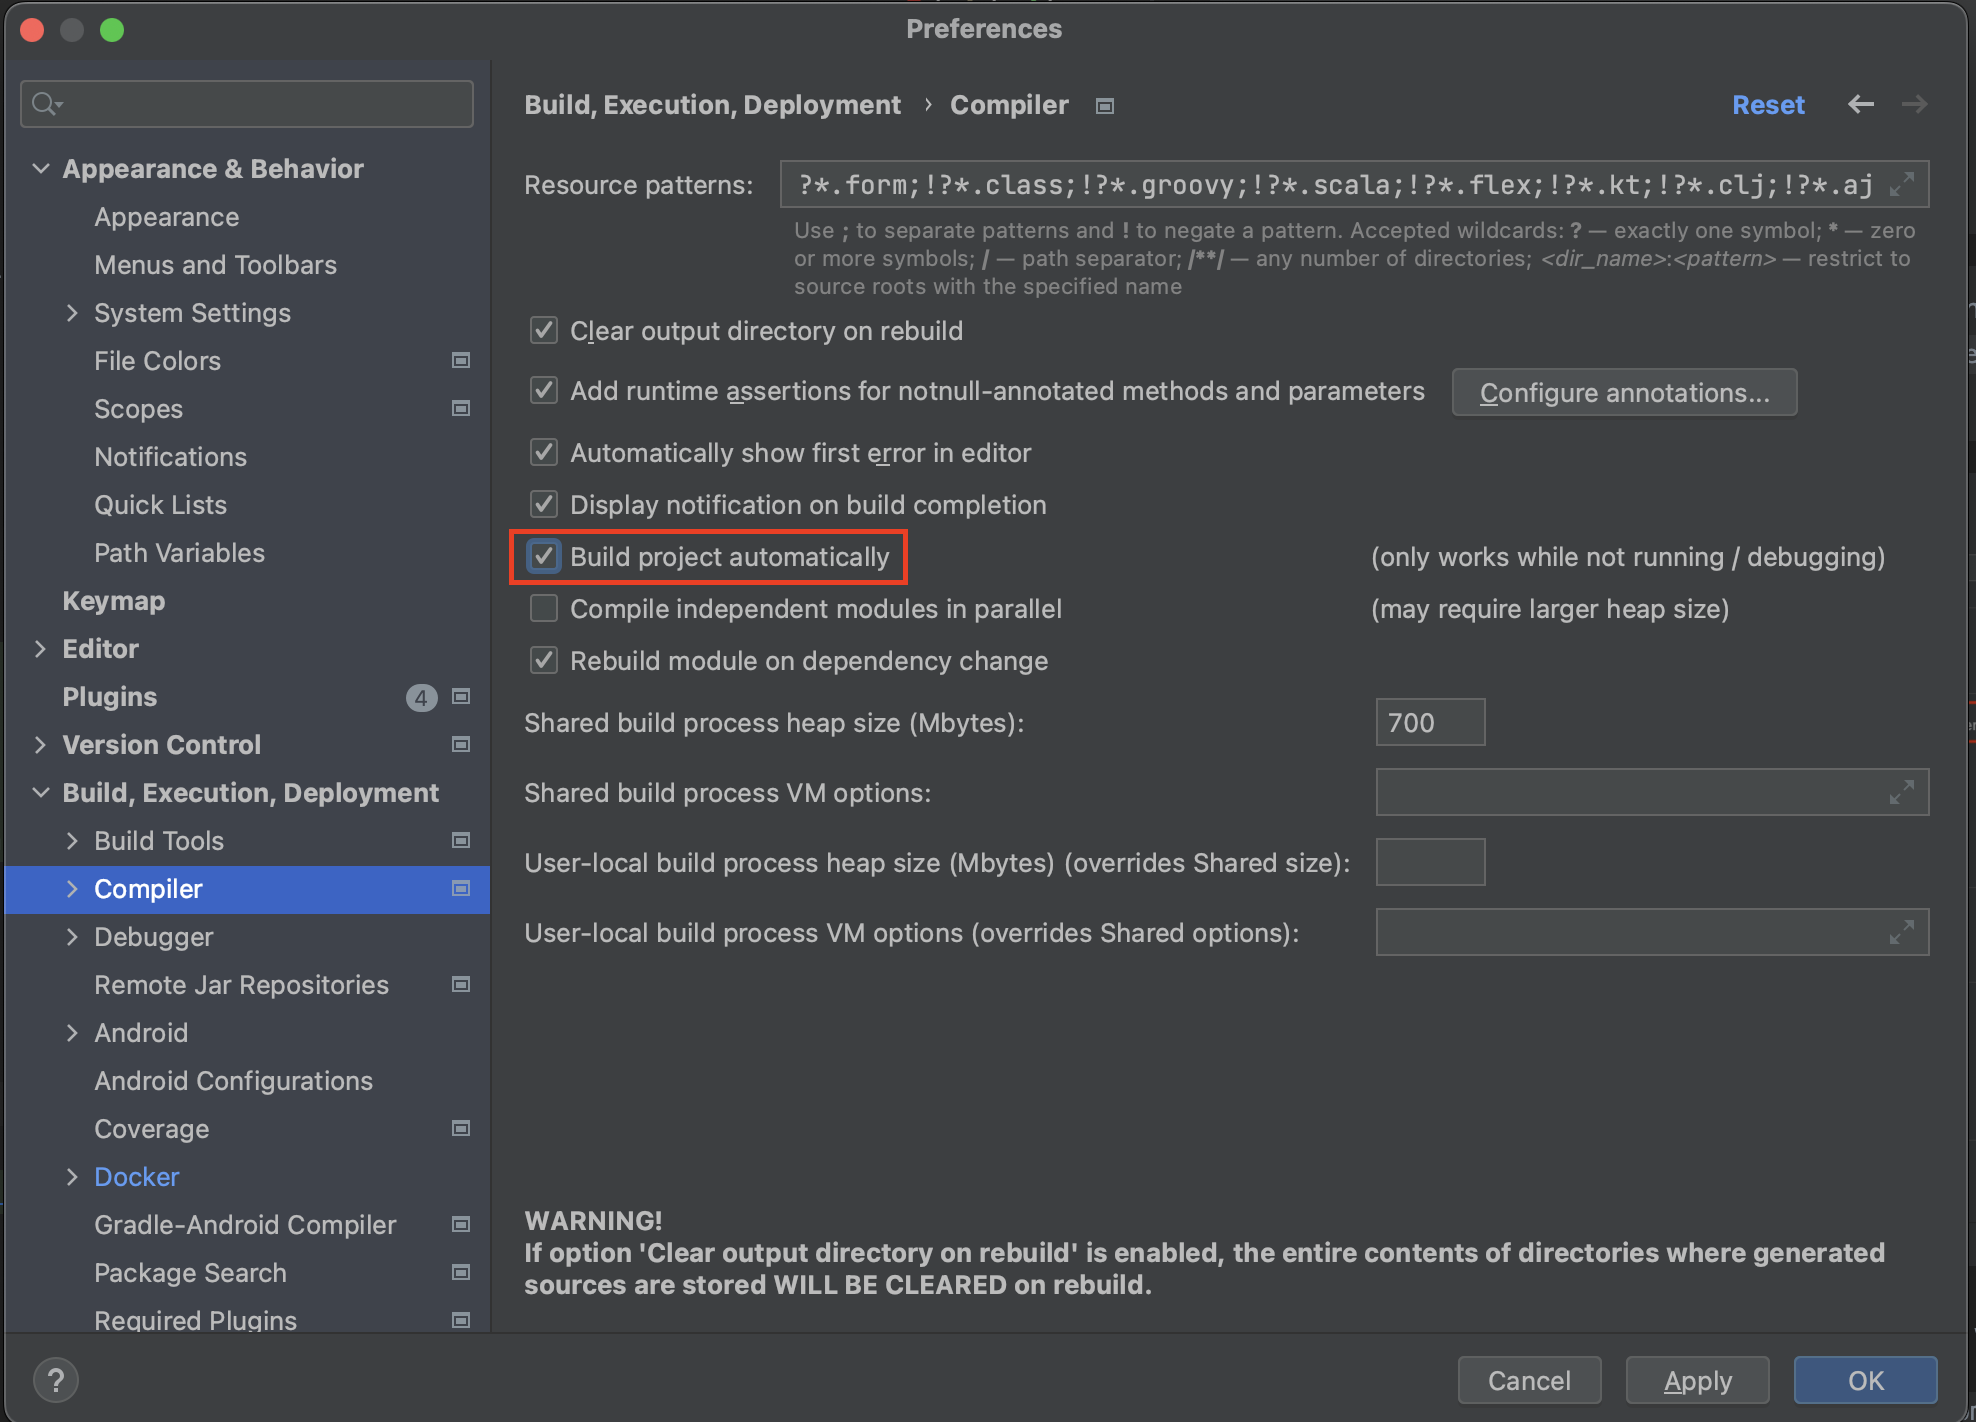 Preferences
Appearance & Behavior
Appearance
Menus and Toolbars
System Settings
File Colors
Scopes
Notifications
Quick Lists
Path Variables
Keymap
Editor
Plugins 4
Version Control
Build, Execution, Deployment
Build Tools
Compiler
Debugger
Remote Jar Repositories
Android
Android Configurations
Coverage
Docker
Gradle-Android Compiler
Package Search
Required Plugins
Build, Execution, Deployment › Compiler
Reset
Resource patterns: ?*.form;!?*.class;!?*.groovy;!?*.scala;!?*.flex;!?*.kt;!?*.clj;!?*.aj
Use ; to separate patterns and ! to negate a pattern. Accepted wildcards: ? — exactly one symbol; * — zero
or more symbols; / — path separator; /**/ — any number of directories; <dir_name>:<pattern> — restrict to
source roots with the specified name
Clear output directory on rebuild
Add runtime assertions for notnull-annotated methods and parameters Configure annotations...
Automatically show first error in editor
Display notification on build completion
Build project automatically (only works while not running / debugging)
Compile independent modules in parallel (may require larger heap size)
Rebuild module on dependency change
Shared build process heap size (Mbytes): 700
Shared build process VM options:
User-local build process heap size (Mbytes) (overrides Shared size):
User-local build process VM options (overrides Shared options):
WARNING!
If option 'Clear output directory on rebuild' is enabled, the entire contents of directories where generated
sources are stored WILL BE CLEARED on rebuild.
? Cancel Apply OK